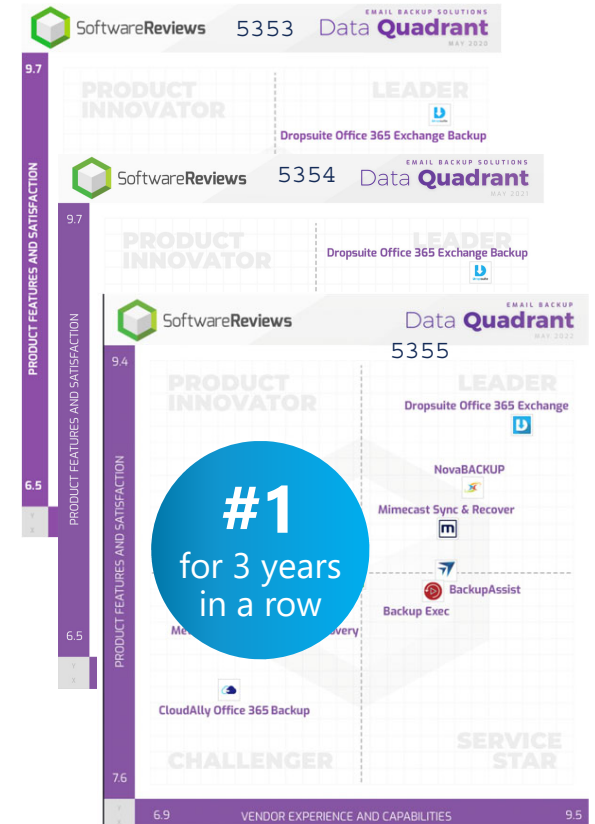 EMAIL BACKUP SOLUTIONS
SoftwareReviews 5353 Data Quadrant
MAY 2020
9.7
PRODUCT INNOVATOR
LEADER
Dropsuite Office 365 Exchange Backup
PRODUCT FEATURES AND SATISFACTION
6.5
EMAIL BACKUP SOLUTIONS
SoftwareReviews 5354 Data Quadrant
MAY 2021
9.7
PRODUCT INNOVATOR
LEADER
Dropsuite Office 365 Exchange Backup
PRODUCT FEATURES AND SATISFACTION
6.5
EMAIL BACKUP
SoftwareReviews Data Quadrant
MAY 2022
5355
9.4
PRODUCT
INNOVATOR
LEADER
Dropsuite Office 365 Exchange
NovaBACKUP
Mimecast Sync & Recover
m
#1
for 3 years
in a row
BackupAssist
Backup Exec
CloudAlly Office 365 Backup
PRODUCT FEATURES AND SATISFACTION
CHALLENGER
SERVICE
STAR
7.6
6.9 VENDOR EXPERIENCE AND CAPABILITIES 9.5